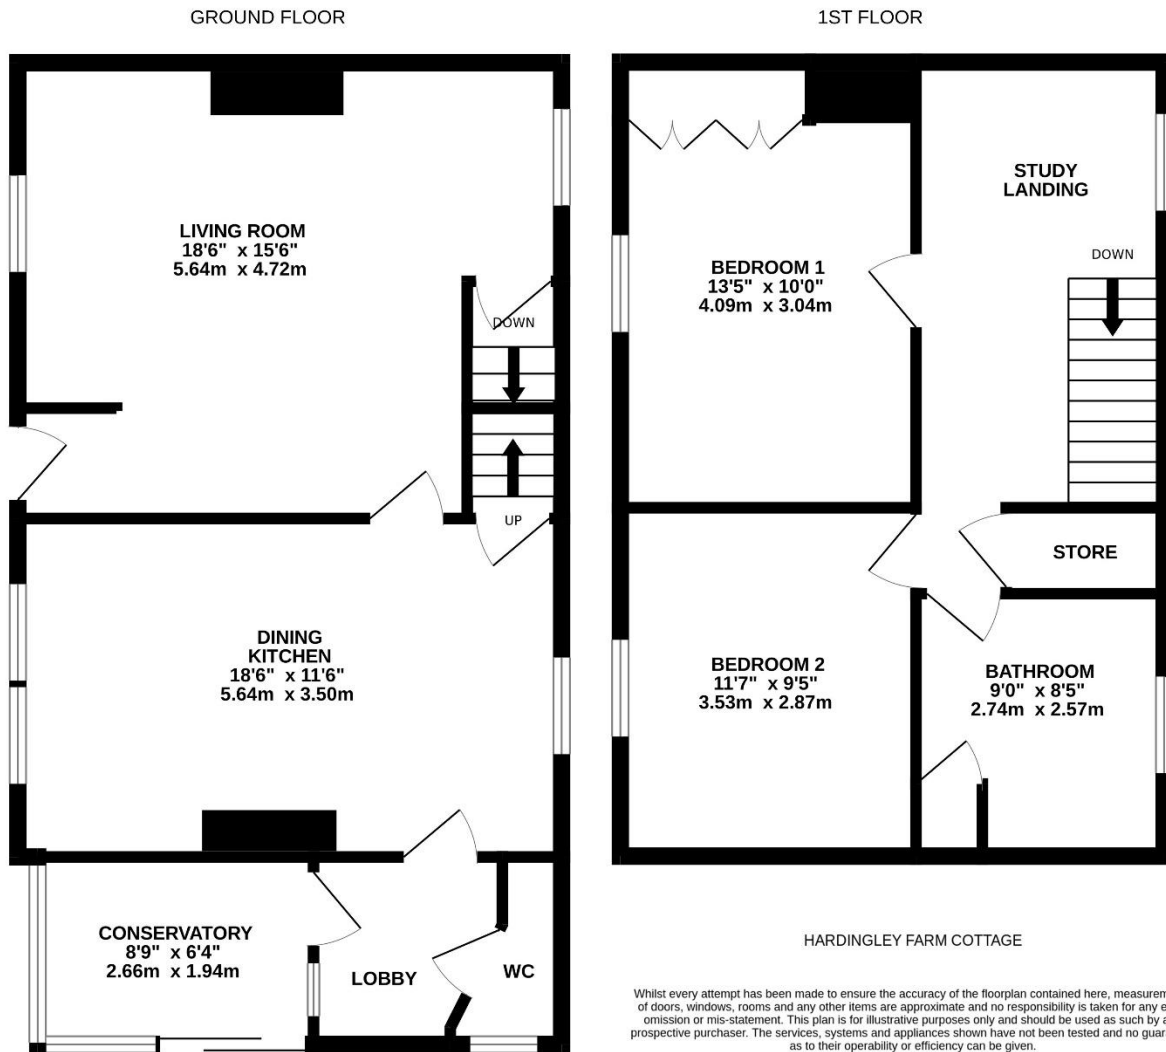 GROUND FLOOR
1ST FLOOR
LIVING ROOM
18'6" x 15'6"
5.64m x 4.72m
DOWN
UP
DINING
KITCHEN
18'6" x 11'6"
5.64m x 3.50m
CONSERVATORY
8'9" x 6'4"
2.66m x 1.94m
LOBBY
WC
STUDY
LANDING
DOWN
BEDROOM 1
13'5" x 10'0"
4.09m x 3.04m
STORE
BEDROOM 2
11'7" x 9'5"
3.53m x 2.87m
BATHROOM
9'0" x 8'5"
2.74m x 2.57m
HARDINGLEY FARM COTTAGE
Whilst every attempt has been made to ensure the accuracy of the floorplan contained here, measurem
of doors, windows, rooms and any other items are approximate and no responsibility is taken for any e
omission or mis-statement. This plan is for illustrative purposes only and should be used as such by a
prospective purchaser. The services, systems and appliances shown have not been tested and no guar
as to their operability or efficiency can be given.